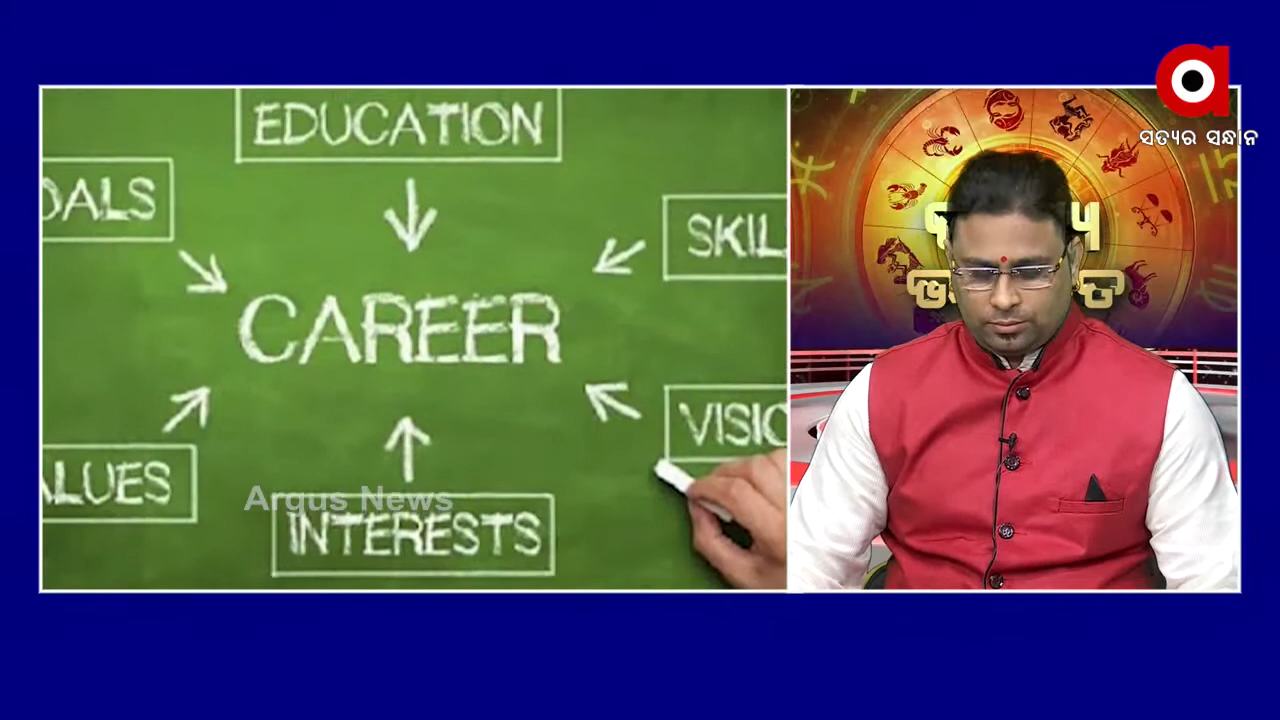 EDUCATION
OALS
SKIL
CAREER
VISIO
ALUES
Argus News
INTERESTS
ସତ୍ୟର ସନ୍ଧାନ